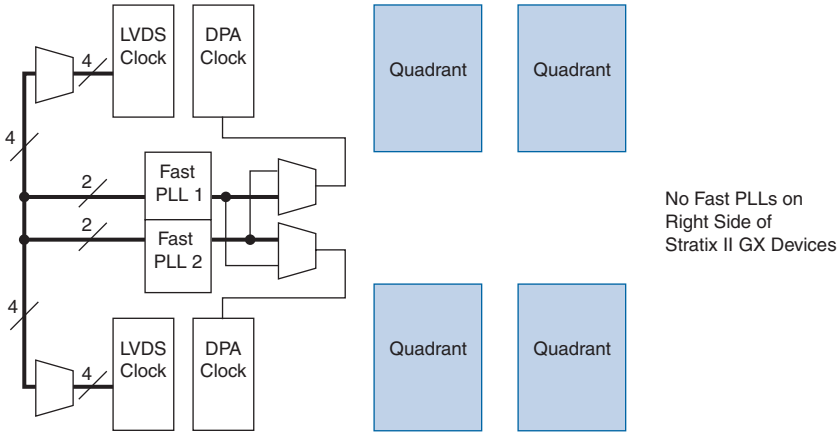 LVDS
Clock
DPA
Clock
Quadrant
Quadrant
4
4
2
Fast
PLL 1
2
Fast
PLL 2
No Fast PLLs on
Right Side of
Stratix II GX Devices
4
4
LVDS
Clock
DPA
Clock
Quadrant
Quadrant